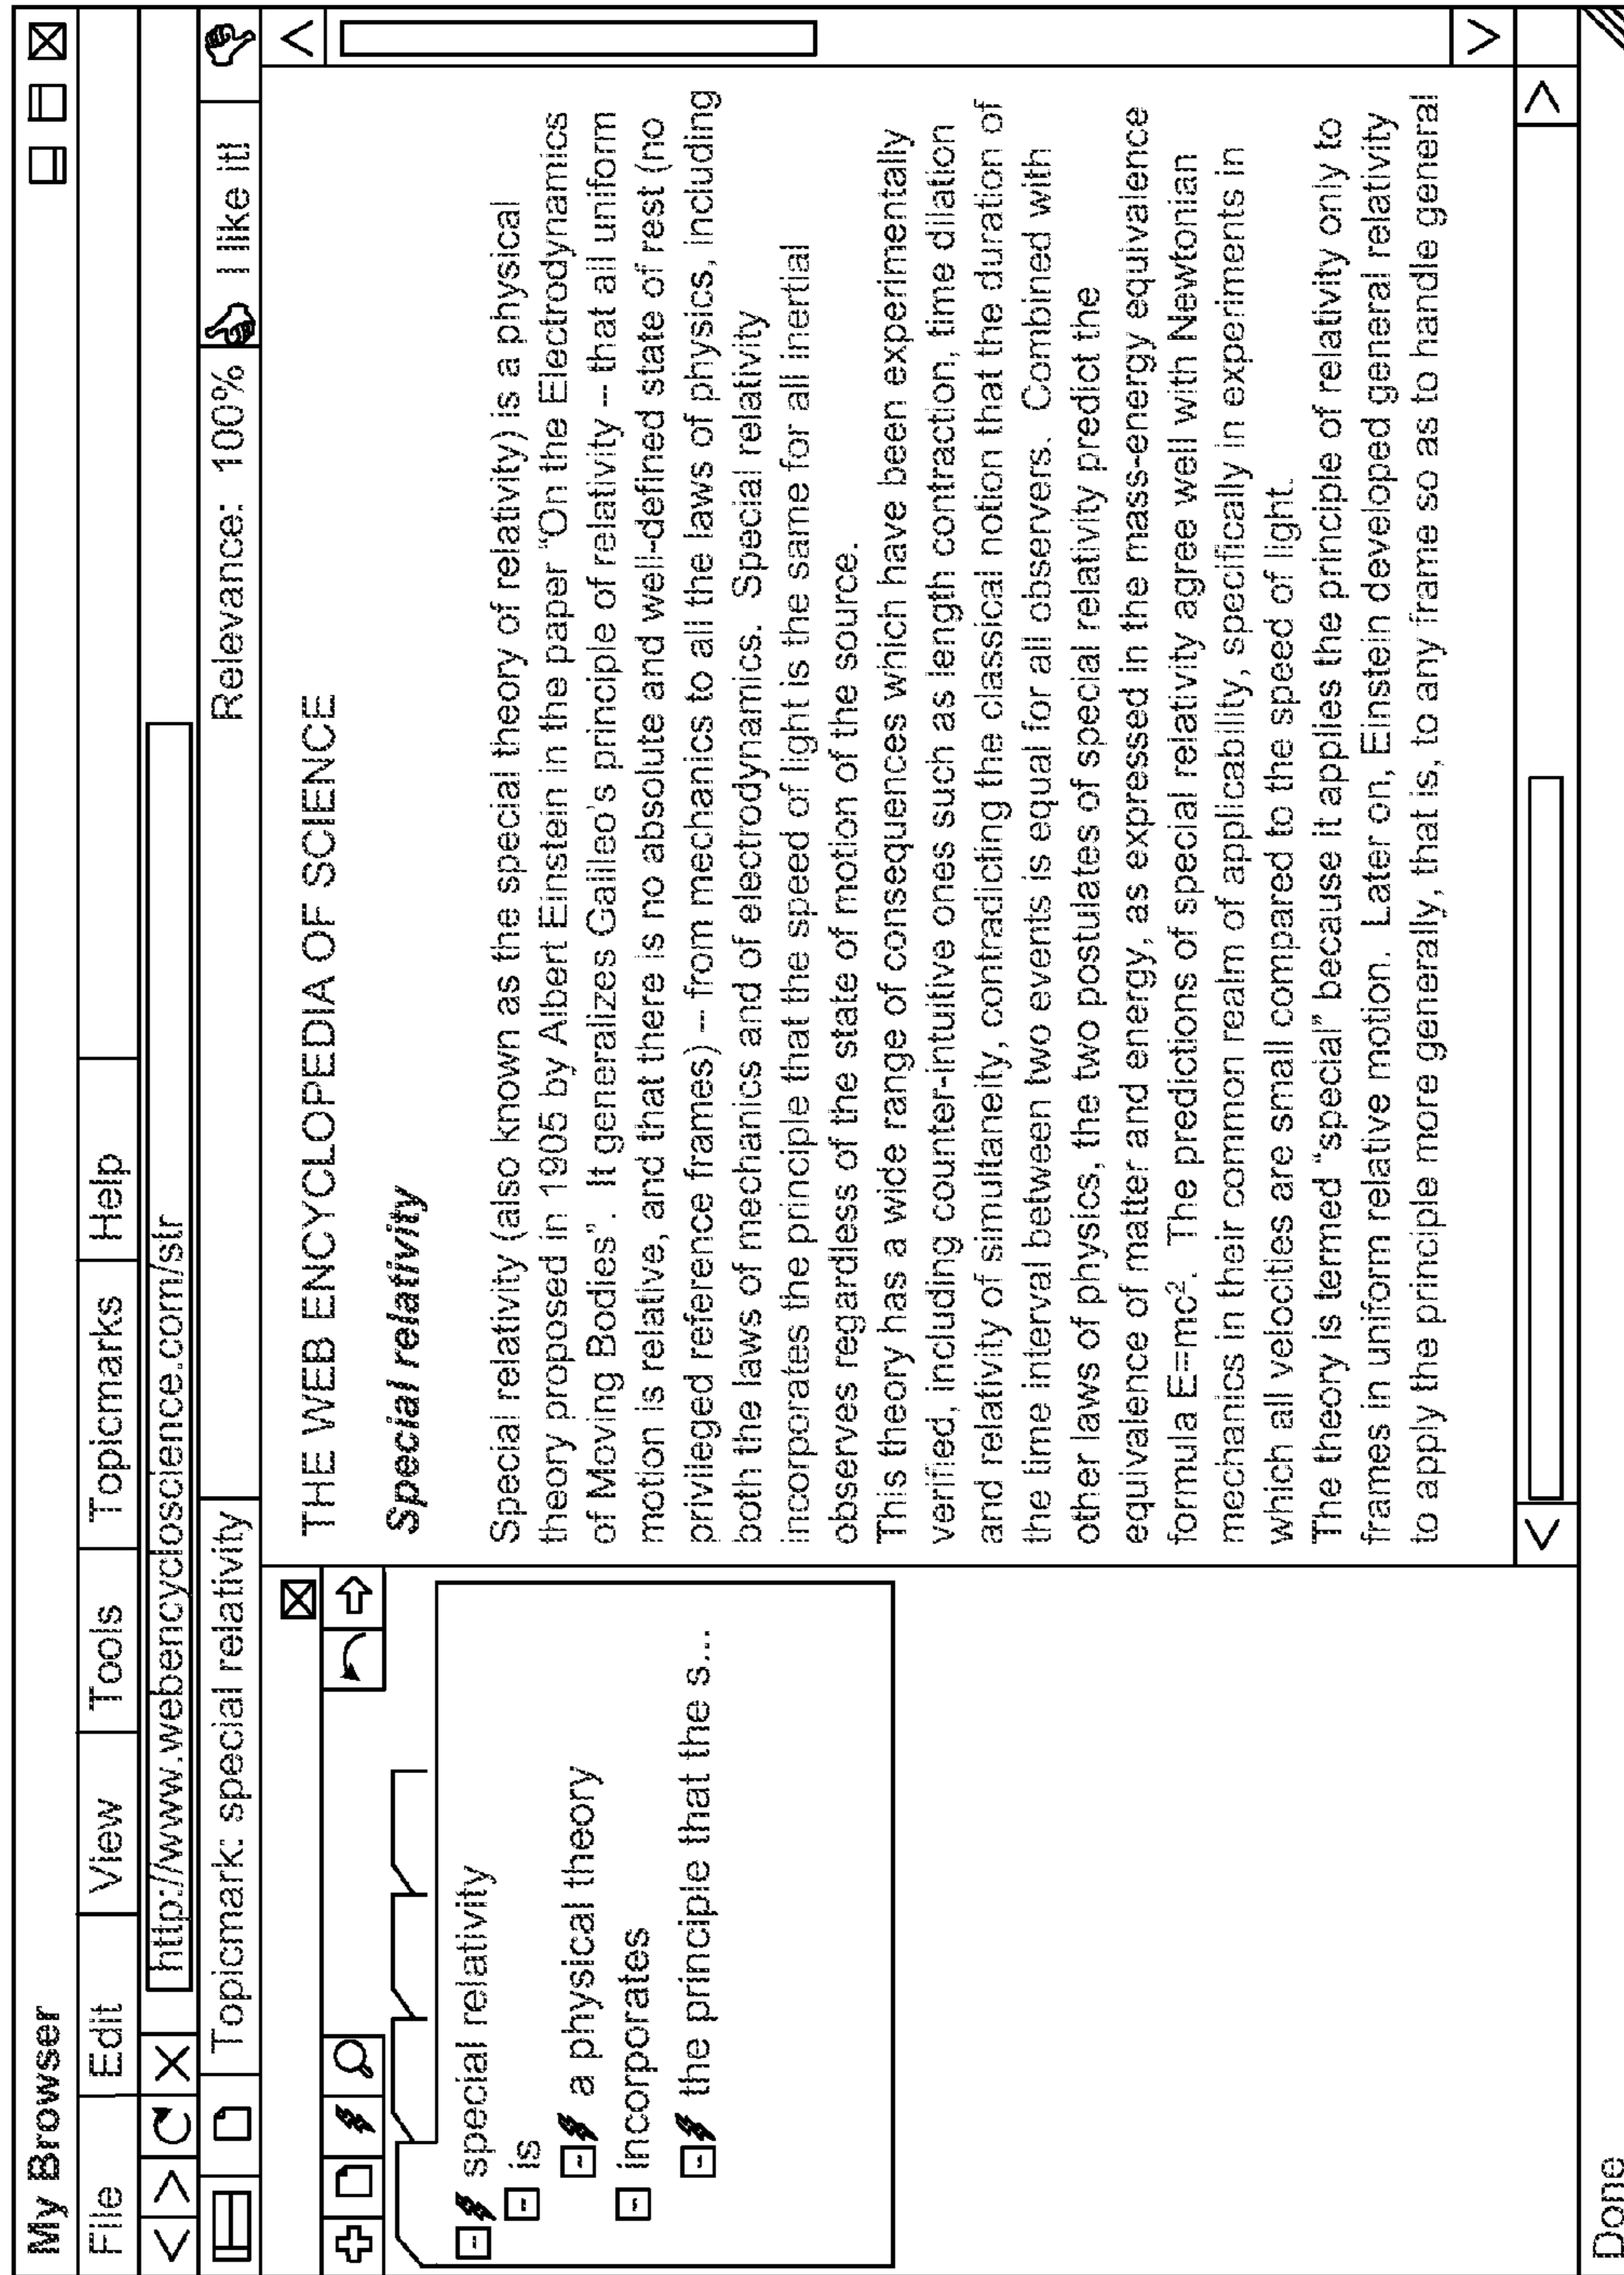 My Browser
File Edit View Tools Topicmarks Help
http://www.webencycloscience.com/str
Topicmark: special relativity Relevance: 100% I like it!
special relativity
is
a physical theory
incorporates
the principle that the s...
THE WEB ENCYCLOPEDIA OF SCIENCE
Special relativity
Special relativity (also known as the special theory of relativity) is a physical
theory proposed in 1905 by Albert Einstein in the paper "On the Electrodynamics
of Moving Bodies". It generalizes Galileo's principle of relativity -- that all uniform
motion is relative, and that there is no absolute and well-defined state of rest (no
privileged reference frames) -- from mechanics to all the laws of physics, including
both the laws of mechanics and of electrodynamics. Special relativity
incorporates the principle that the speed of light is the same for all inertial
observes regardless of the state of motion of the source.
This theory has a wide range of consequences which have been experimentally
verified, including counter-intuitive ones such as length contraction, time dilation
and relativity of simultaneity, contradicting the classical notion that the duration of
the time interval between two events is equal for all observers. Combined with
other laws of physics, the two postulates of special relativity predict the
equivalence of matter and energy, as expressed in the mass-energy equivalence
formula E=mc². The predictions of special relativity agree well with Newtonian
mechanics in their common realm of applicability, specifically in experiments in
which all velocities are small compared to the speed of light.
The theory is termed "special" because it applies the principle of relativity only to
frames in uniform relative motion. Later on, Einstein developed general relativity
to apply the principle more generally, that is, to any frame so as to handle general
Done